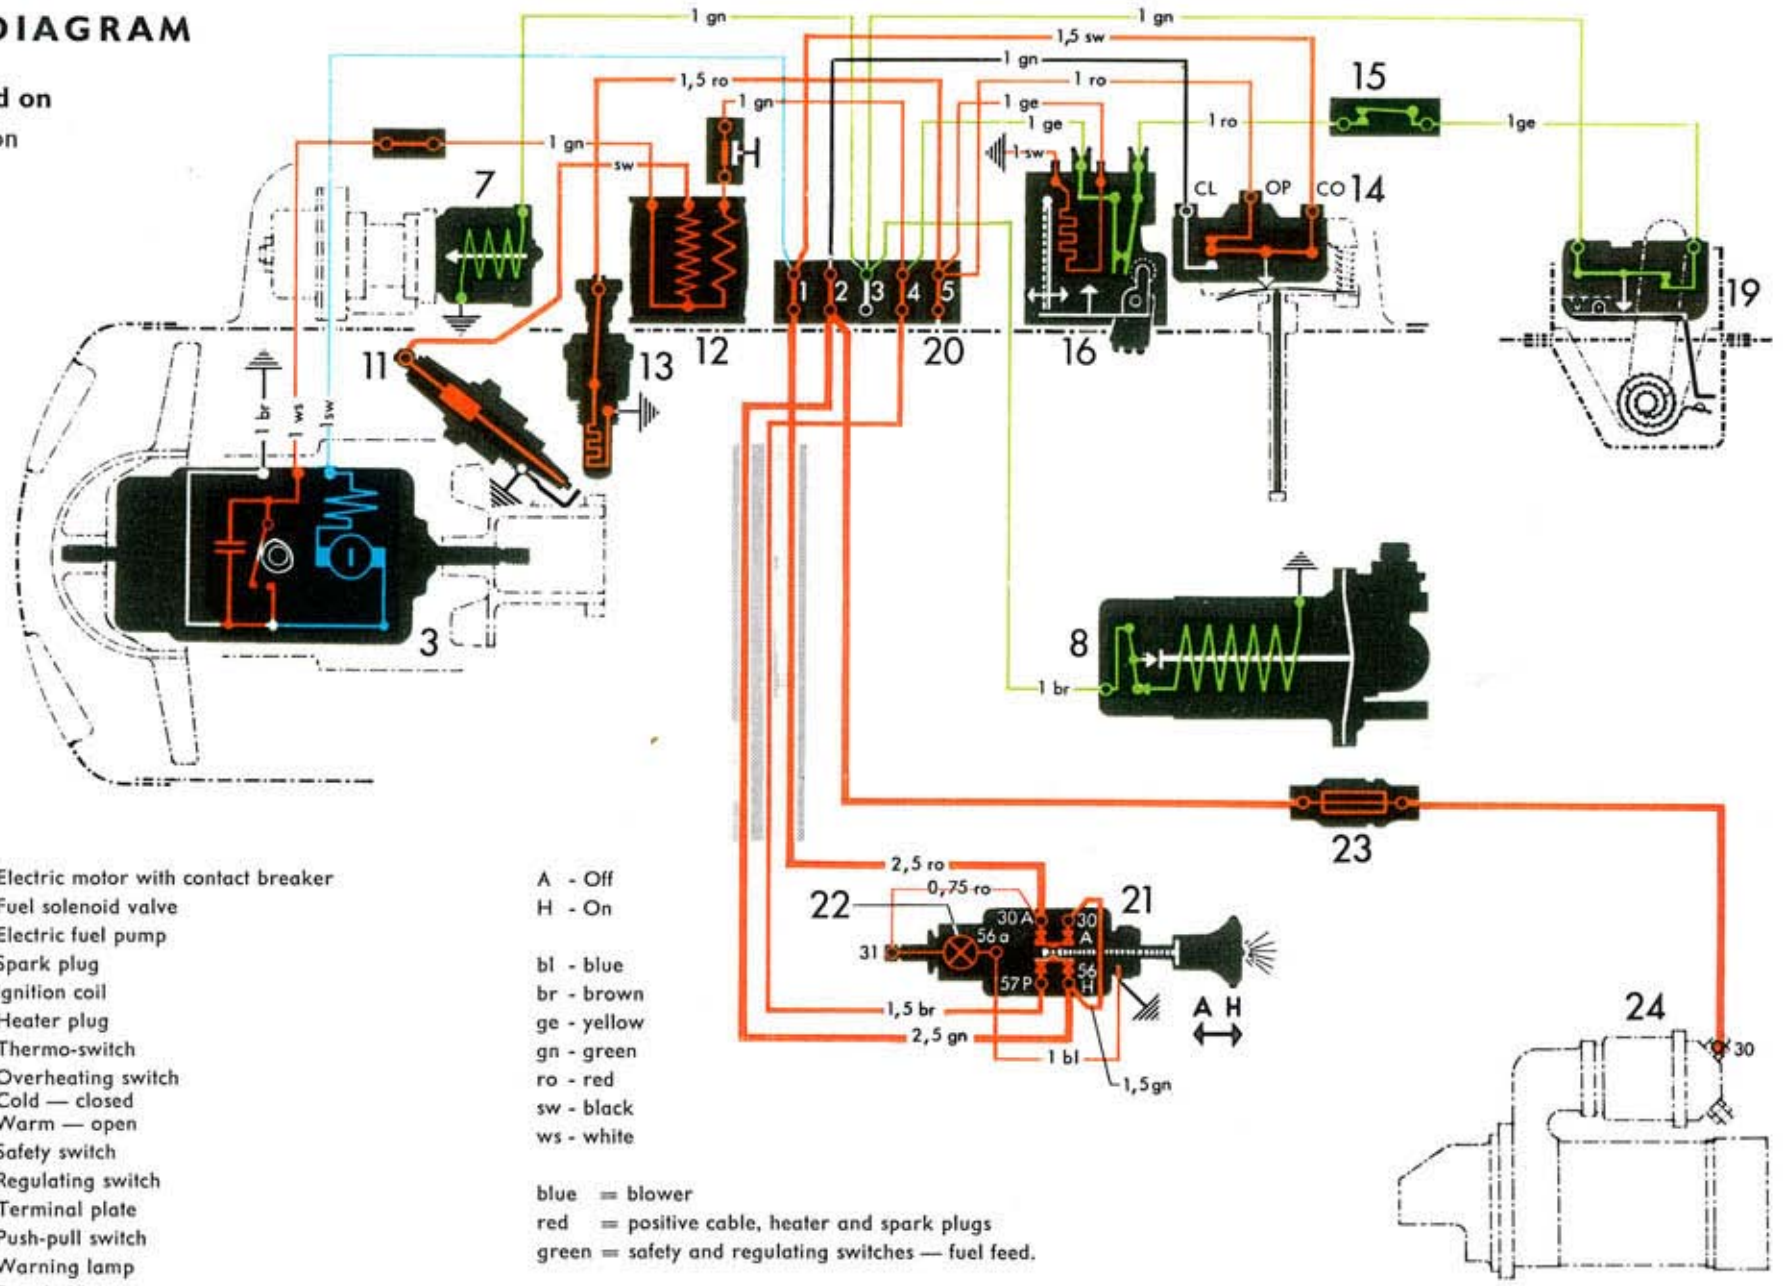 DIAGRAM
d on
on
1 gn
1 gn
1,5 sw
1 gn
1,5 ro
1 ro
1 gn
1 ge
15
1 ge
1 ro
1ge
1 gn
sw
1 sw
7
CL
OP
CO
14
1
2
3
4
5
19
11
13
12
20
16
1 br
1 ws
1 sw
3
8
1 br
23
Electric motor with contact breaker
Fuel solenoid valve
Electric fuel pump
Spark plug
Ignition coil
Heater plug
Thermo-switch
Overheating switch
Cold — closed
Warm — open
Safety switch
Regulating switch
Terminal plate
Push-pull switch
Warning lamp
A - Off
H - On
bl - blue
br - brown
ge - yellow
gn - green
ro - red
sw - black
ws - white
blue = blower
red = positive cable, heater and spark plugs
green = safety and regulating switches — fuel feed.
2,5 ro
0,75 ro
22
21
30 A
30
A
56 a
31
57 P
56
H
1,5 br
2,5 gn
1 bl
1,5gn
A H
24
30